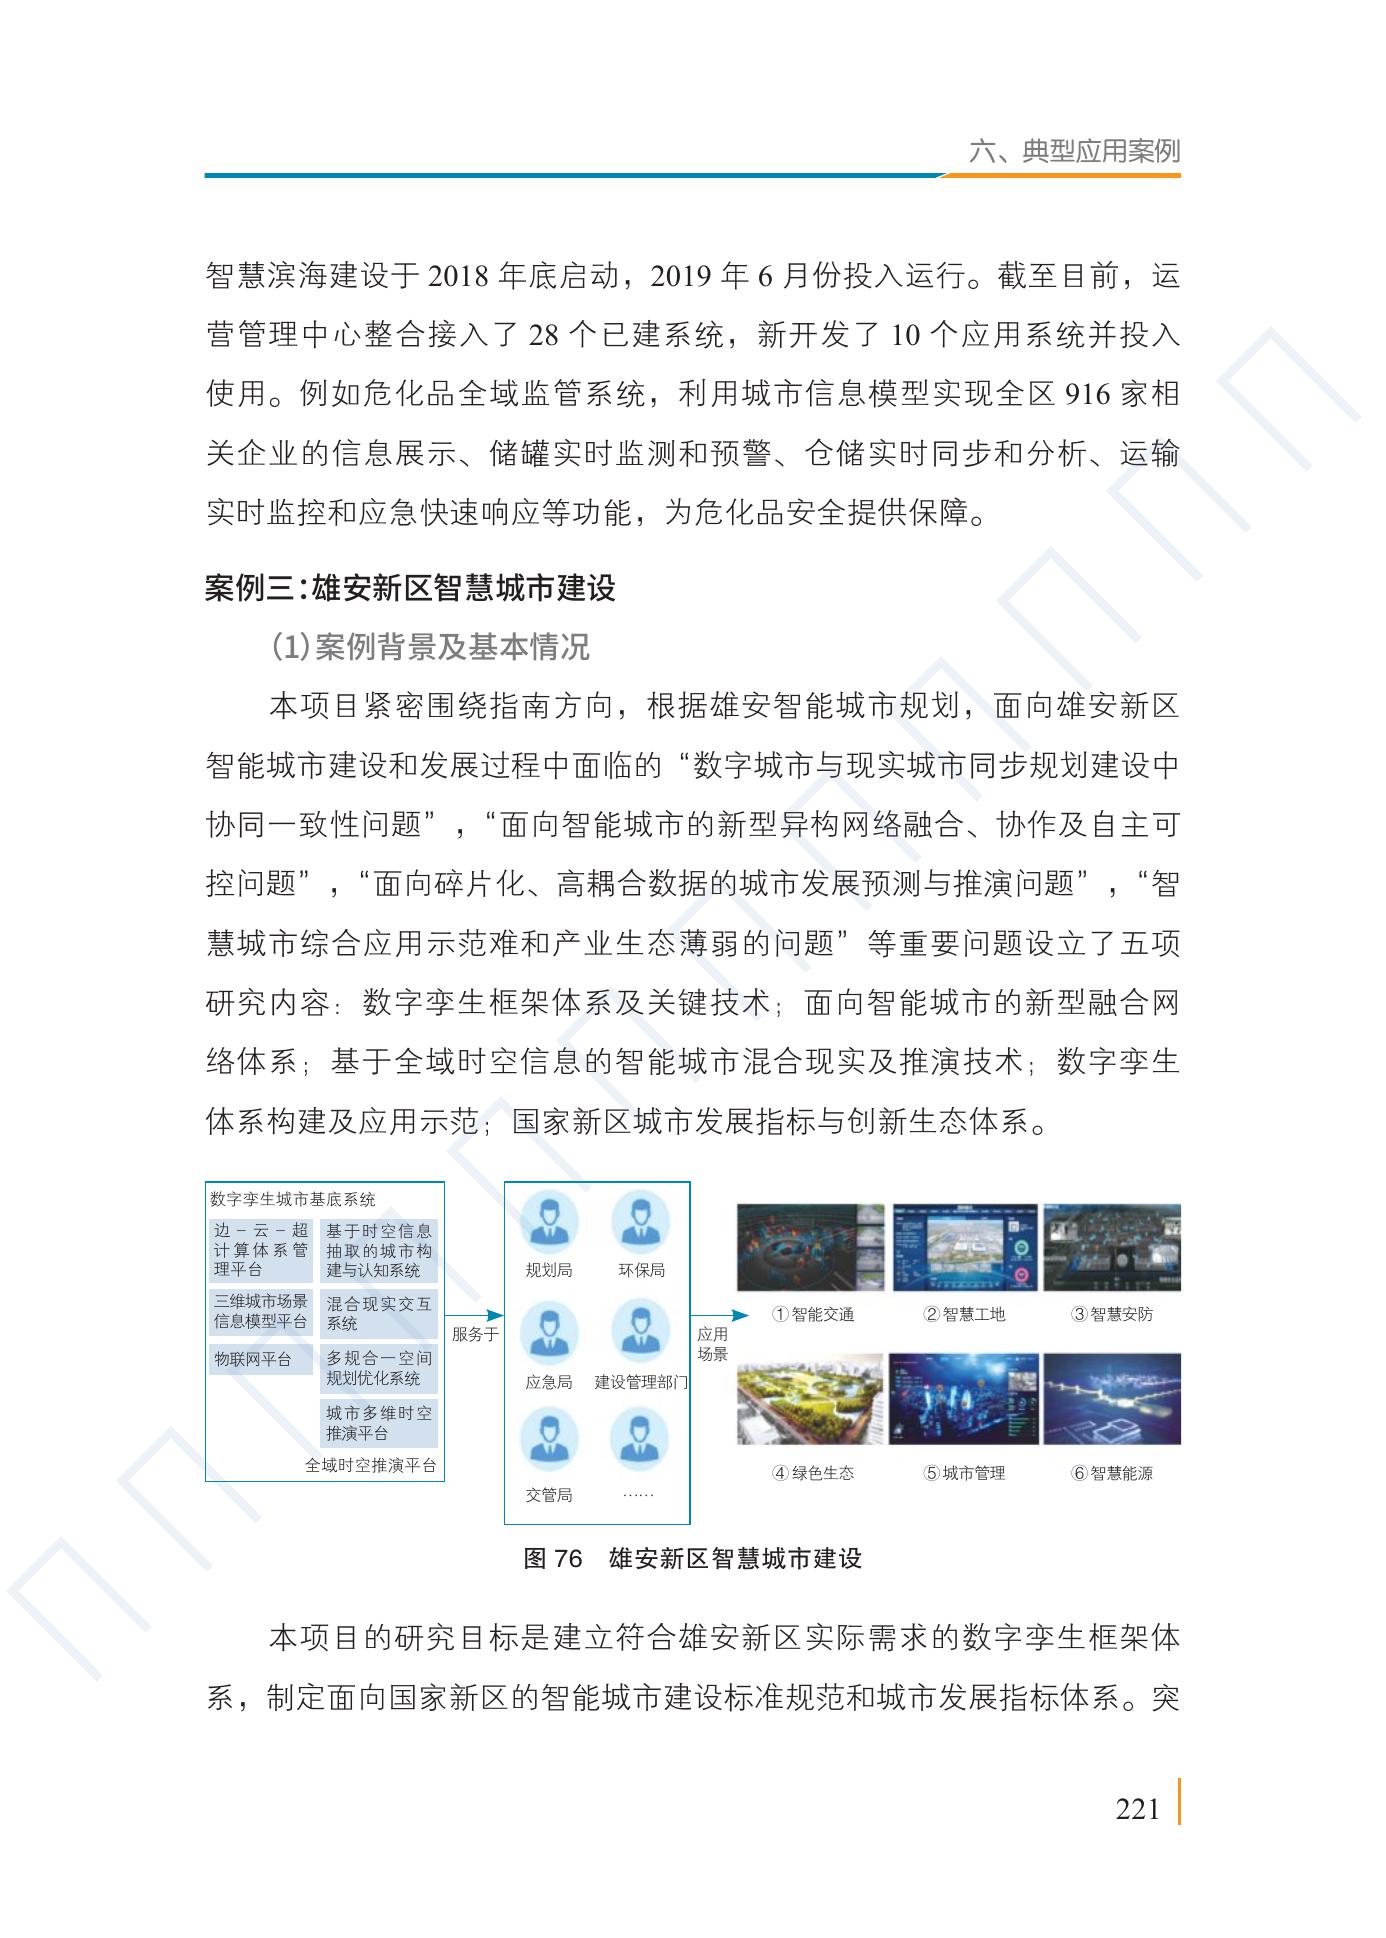 六、典型应用案例
智慧滨海建设于 2018 年底启动，2019 年 6 月份投入运行。截至目前，运
营管理中心整合接入了 28 个已建系统，新开发了 10 个应用系统并投入
使用。例如危化品全域监管系统，利用城市信息模型实现全区 916 家相
关企业的信息展示、储罐实时监测和预警、仓储实时同步和分析、运输
实时监控和应急快速响应等功能，为危化品安全提供保障。
案例三：雄安新区智慧城市建设
（1）案例背景及基本情况
本项目紧密围绕指南方向，根据雄安智能城市规划，面向雄安新区
智能城市建设和发展过程中面临的“数字城市与现实城市同步规划建设中
协同一致性问题”，“面向智能城市的新型异构网络融合、协作及自主可
控问题”，“面向碎片化、高耦合数据的城市发展预测与推演问题”，“智
慧城市综合应用示范难和产业生态薄弱的问题”等重要问题设立了五项
研究内容：数字孪生框架体系及关键技术；面向智能城市的新型融合网
络体系；基于全域时空信息的智能城市混合现实及推演技术；数字孪生
体系构建及应用示范；国家新区城市发展指标与创新生态体系。
数字孪生城市基底系统
边－云－超
计算体系管
理平台
三维城市场景
信息模型平台
物联网平台
基于时空信息
抽取的城市构
建与认知系统
混合现实交互
系统
多规合一空间
规划优化系统
城市多维时空
推演平台
全域时空推演平台
服务于
规划局
环保局
应急局
建设管理部门
交管局
……
应用
场景
①智能交通
②智慧工地
③智慧安防
④绿色生态
⑤城市管理
⑥智慧能源
图 76 雄安新区智慧城市建设
本项目的研究目标是建立符合雄安新区实际需求的数字孪生框架体
系，制定面向国家新区的智能城市建设标准规范和城市发展指标体系。突
221